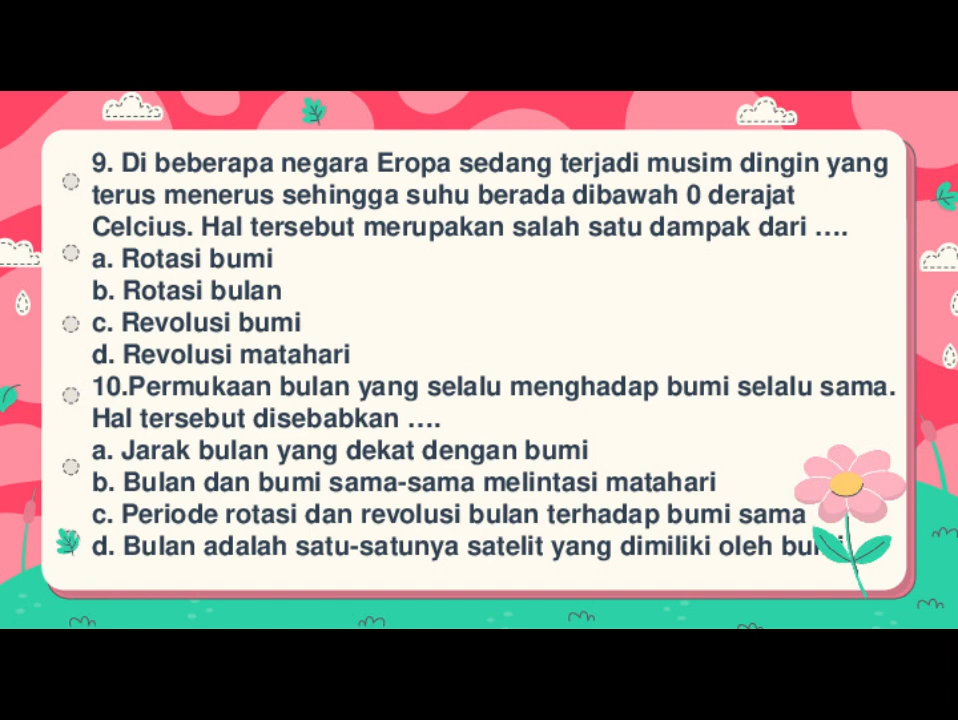 9. Di beberapa negara Eropa sedang terjadi musim dingin yang
terus menerus sehingga suhu berada dibawah 0 derajat
Celcius. Hal tersebut merupakan salah satu dampak dari ....
a. Rotasi bumi
b. Rotasi bulan
c. Revolusi bumi
d. Revolusi matahari
10.Permukaan bulan yang selalu menghadap bumi selalu sama.
Hal tersebut disebabkan ....
a. Jarak bulan yang dekat dengan bumi
b. Bulan dan bumi sama-sama melintasi matahari
c. Periode rotasi dan revolusi bulan terhadap bumi sama
d. Bulan adalah satu-satunya satelit yang dimiliki oleh